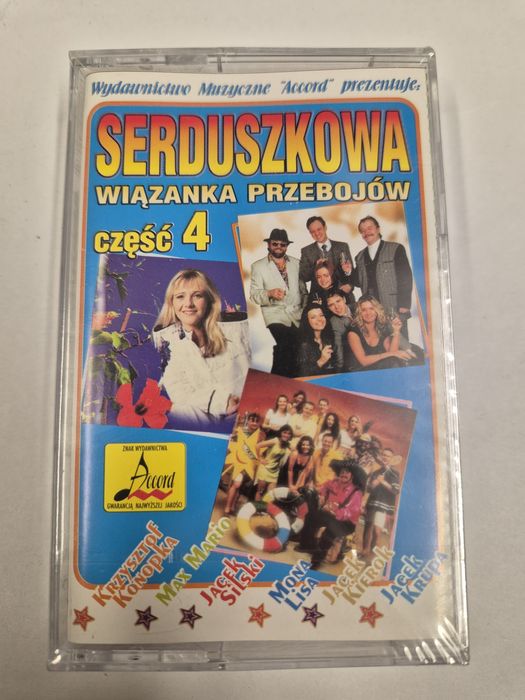 Wydawnictwo Muzyczne "Accord" prezentuje:
SERDUSZKOWA
WIĄZANKA PRZEBOJÓW
część 4
ZNAK WYDAWNICTWA
Accord
GWARANCJĄ NAJWYŻSZEJ JAKOŚCI
KRZYSZTOF
KONOPKA
MAX MARIO
JACEK
SILSKI
MONA
LISA
JACEK
KIEROK
JACEK
KRUPA